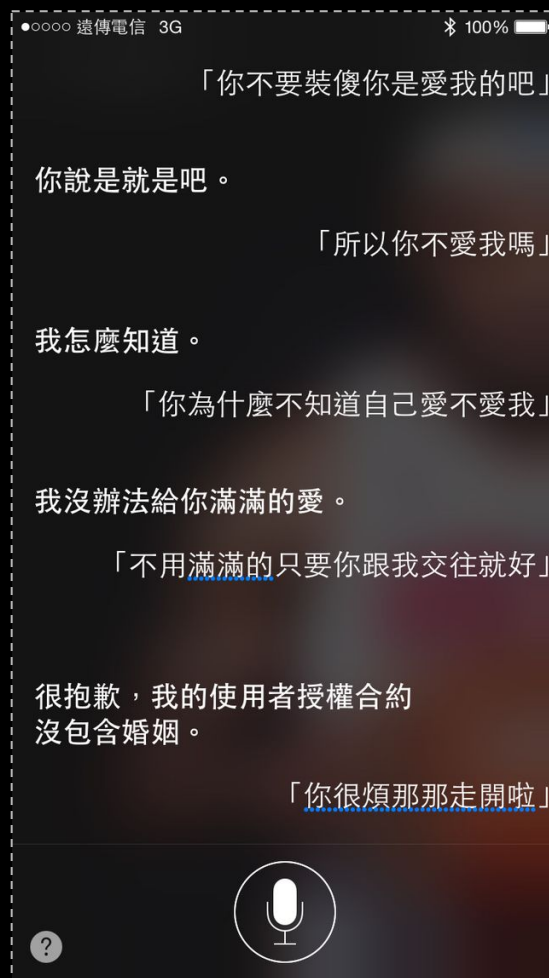 遠傳電信 3G 100%
「你不要裝傻你是愛我的吧」
你說是就是吧。
「所以你不愛我嗎」
我怎麼知道。
「你為什麼不知道自己愛不愛我」
我沒辦法給你滿滿的愛。
「不用滿滿的只要你跟我交往就好」
很抱歉，我的使用者授權合約
沒包含婚姻。
「你很煩那那走開啦」
?